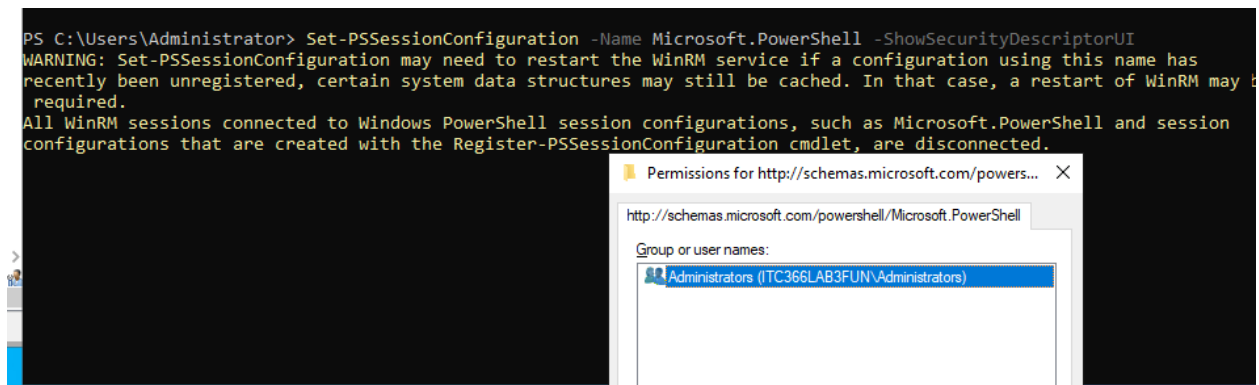 PS C:\Users\Administrator> Set-PSSessionConfiguration -Name Microsoft.PowerShell -ShowSecurityDescriptorUI
WARNING: Set-PSSessionConfiguration may need to restart the WinRM service if a configuration using this name has
recently been unregistered, certain system data structures may still be cached. In that case, a restart of WinRM may
required.
All WinRM sessions connected to Windows PowerShell session configurations, such as Microsoft.PowerShell and session
configurations that are created with the Register-PSSessionConfiguration cmdlet, are disconnected.
Permissions for http://schemas.microsoft.com/powers...
http://schemas.microsoft.com/powershell/Microsoft.PowerShell
Group or user names:
Administrators (ITC366LAB3FUN\Administrators)